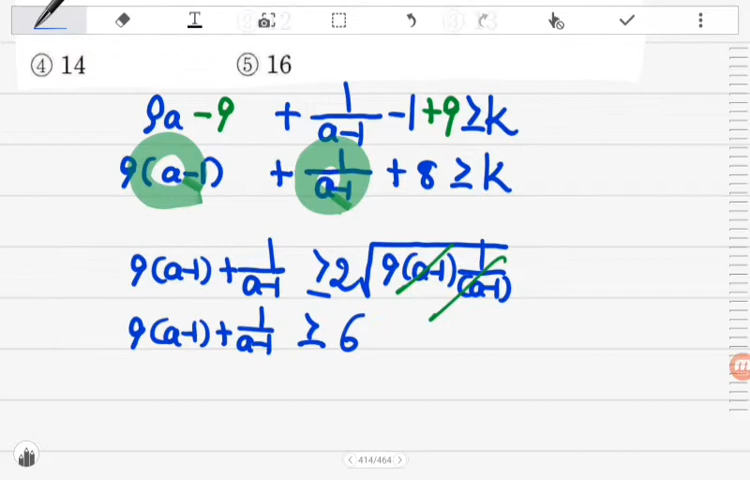 ④ 14 ⑤ 16
9a - 9 + 1/(a-1) - 1 + 9 ≥ k
9(a-1) + 1/(a-1) + 8 ≥ k
9(a-1) + 1/(a-1) ≥ 2√(9(a-1) 1/(a-1))
9(a-1) + 1/(a-1) ≥ 6
414/464